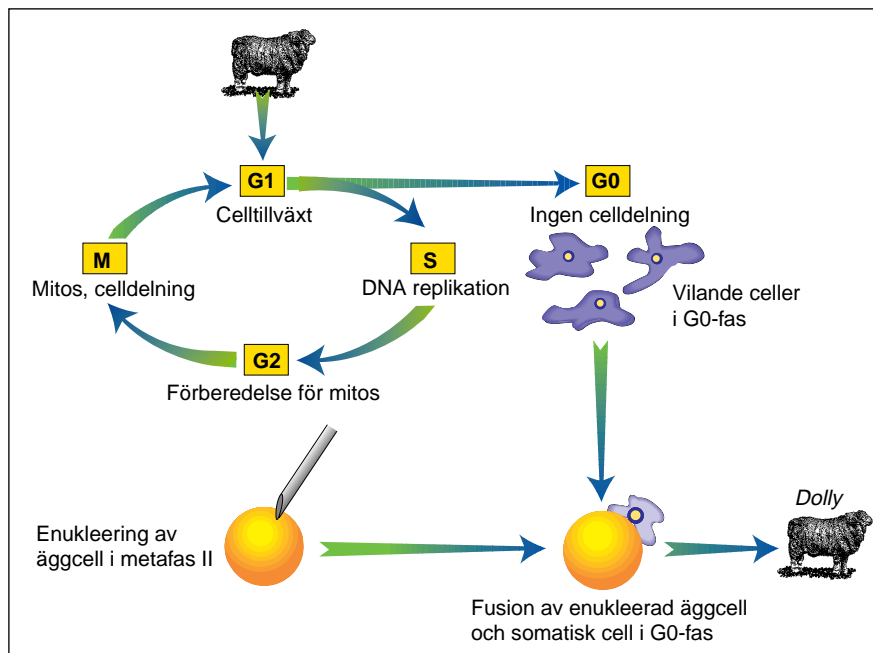 G1
Celltillväxt
G0
Ingen celldelning
M
Mitos, celldelning
S
DNA replikation
Vilande celler
i G0-fas
G2
Förberedelse för mitos
Enukleering av
äggcell i metafas II
Dolly
Fusion av enukleerad äggcell
och somatisk cell i G0-fas